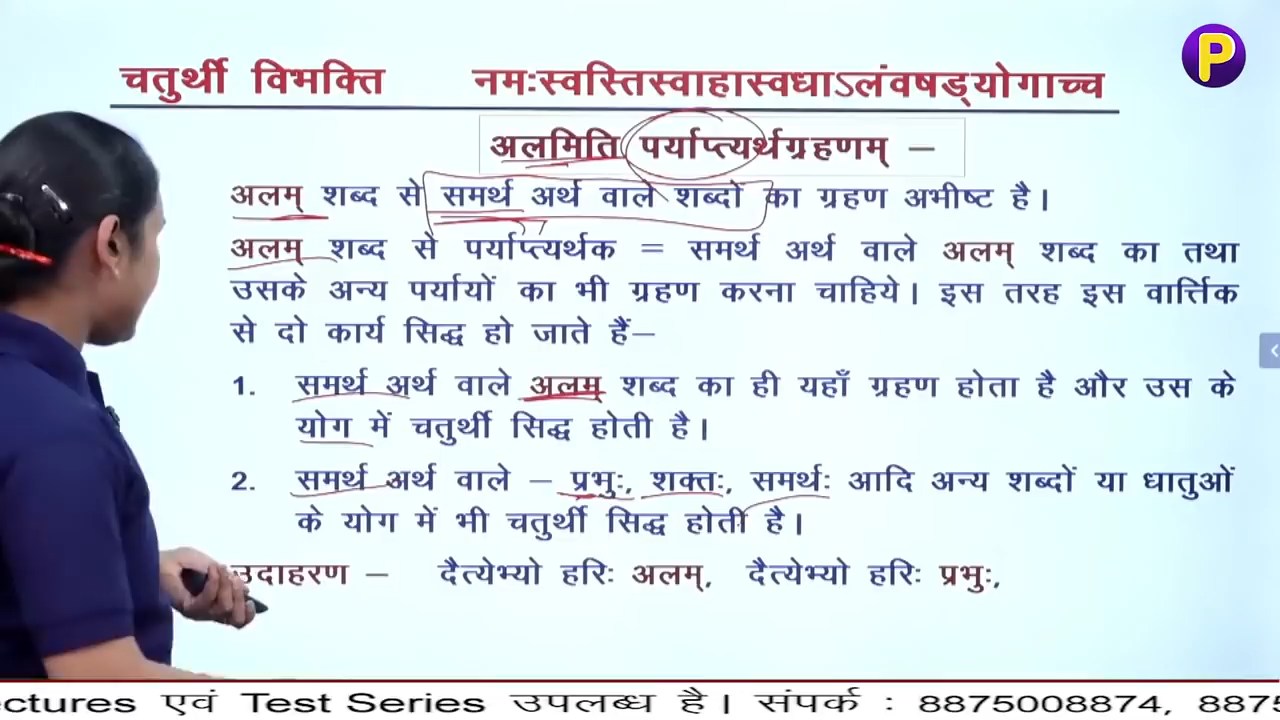 चतुर्थी विभक्ति नमःस्वस्तिस्वाहास्वधाऽलंवषड्योगाच्च
P
अलमिति पर्याप्त्यर्थग्रहणम् –
अलम् शब्द से समर्थ अर्थ वाले शब्दों का ग्रहण अभीष्ट है।
अलम् शब्द से पर्याप्त्यर्थक = समर्थ अर्थ वाले अलम् शब्द का तथा
उसके अन्य पर्यायों का भी ग्रहण करना चाहिये। इस तरह इस वार्त्तिक
से दो कार्य सिद्ध हो जाते हैं–
1. समर्थ अर्थ वाले अलम् शब्द का ही यहाँ ग्रहण होता है और उस के
योग में चतुर्थी सिद्ध होती है।
2. समर्थ अर्थ वाले – प्रभुः, शक्तः, समर्थः आदि अन्य शब्दों या धातुओं
के योग में भी चतुर्थी सिद्ध होती है।
उदाहरण – दैत्येभ्यो हरिः अलम्, दैत्येभ्यो हरिः प्रभुः,
ectures एवं Test Series उपलब्ध है। संपर्क : 8875008874, 887